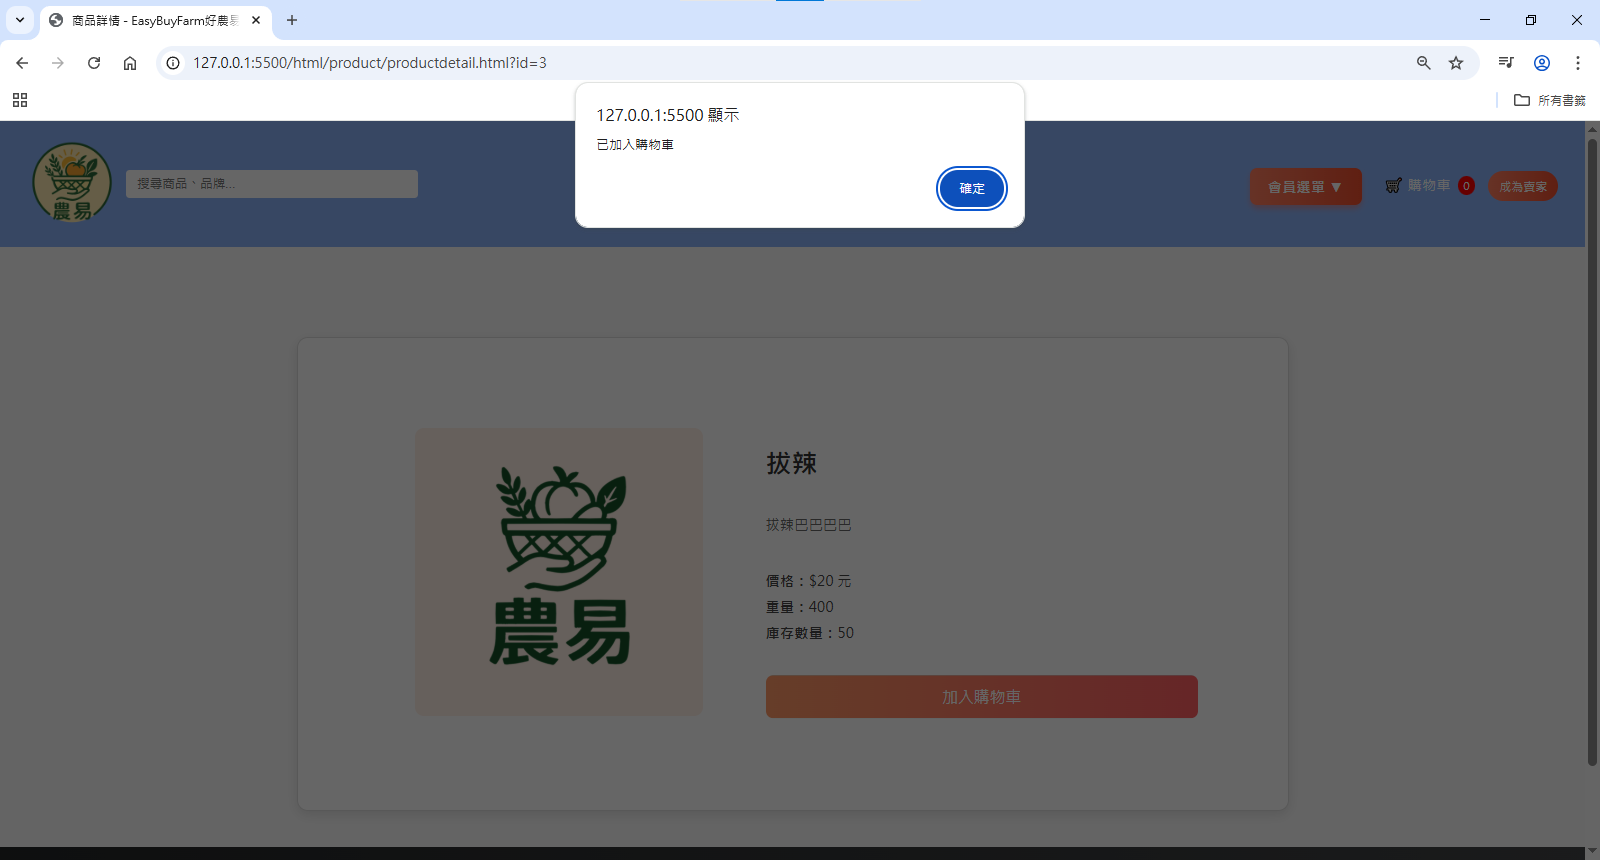 商品詳情 - EasyBuyFarm好農易
127.0.0.1:5500/html/product/productdetail.html?id=3
所有書籤
127.0.0.1:5500 顯示
已加入購物車
確定
農易
搜尋商品、品牌...
會員選單 ▼
購物車 0
成為賣家
農易
拔辣
拔辣巴巴巴巴
價格：$20 元
重量：400
庫存數量：50
加入購物車